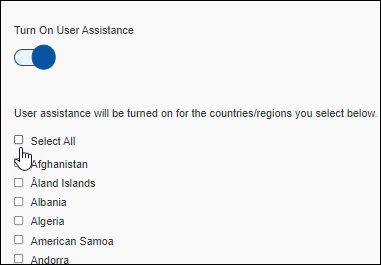 Turn On User Assistance
User assistance will be turned on for the countries/regions you select below.
Select All
Afghanistan
Åland Islands
Albania
Algeria
American Samoa
Andorra